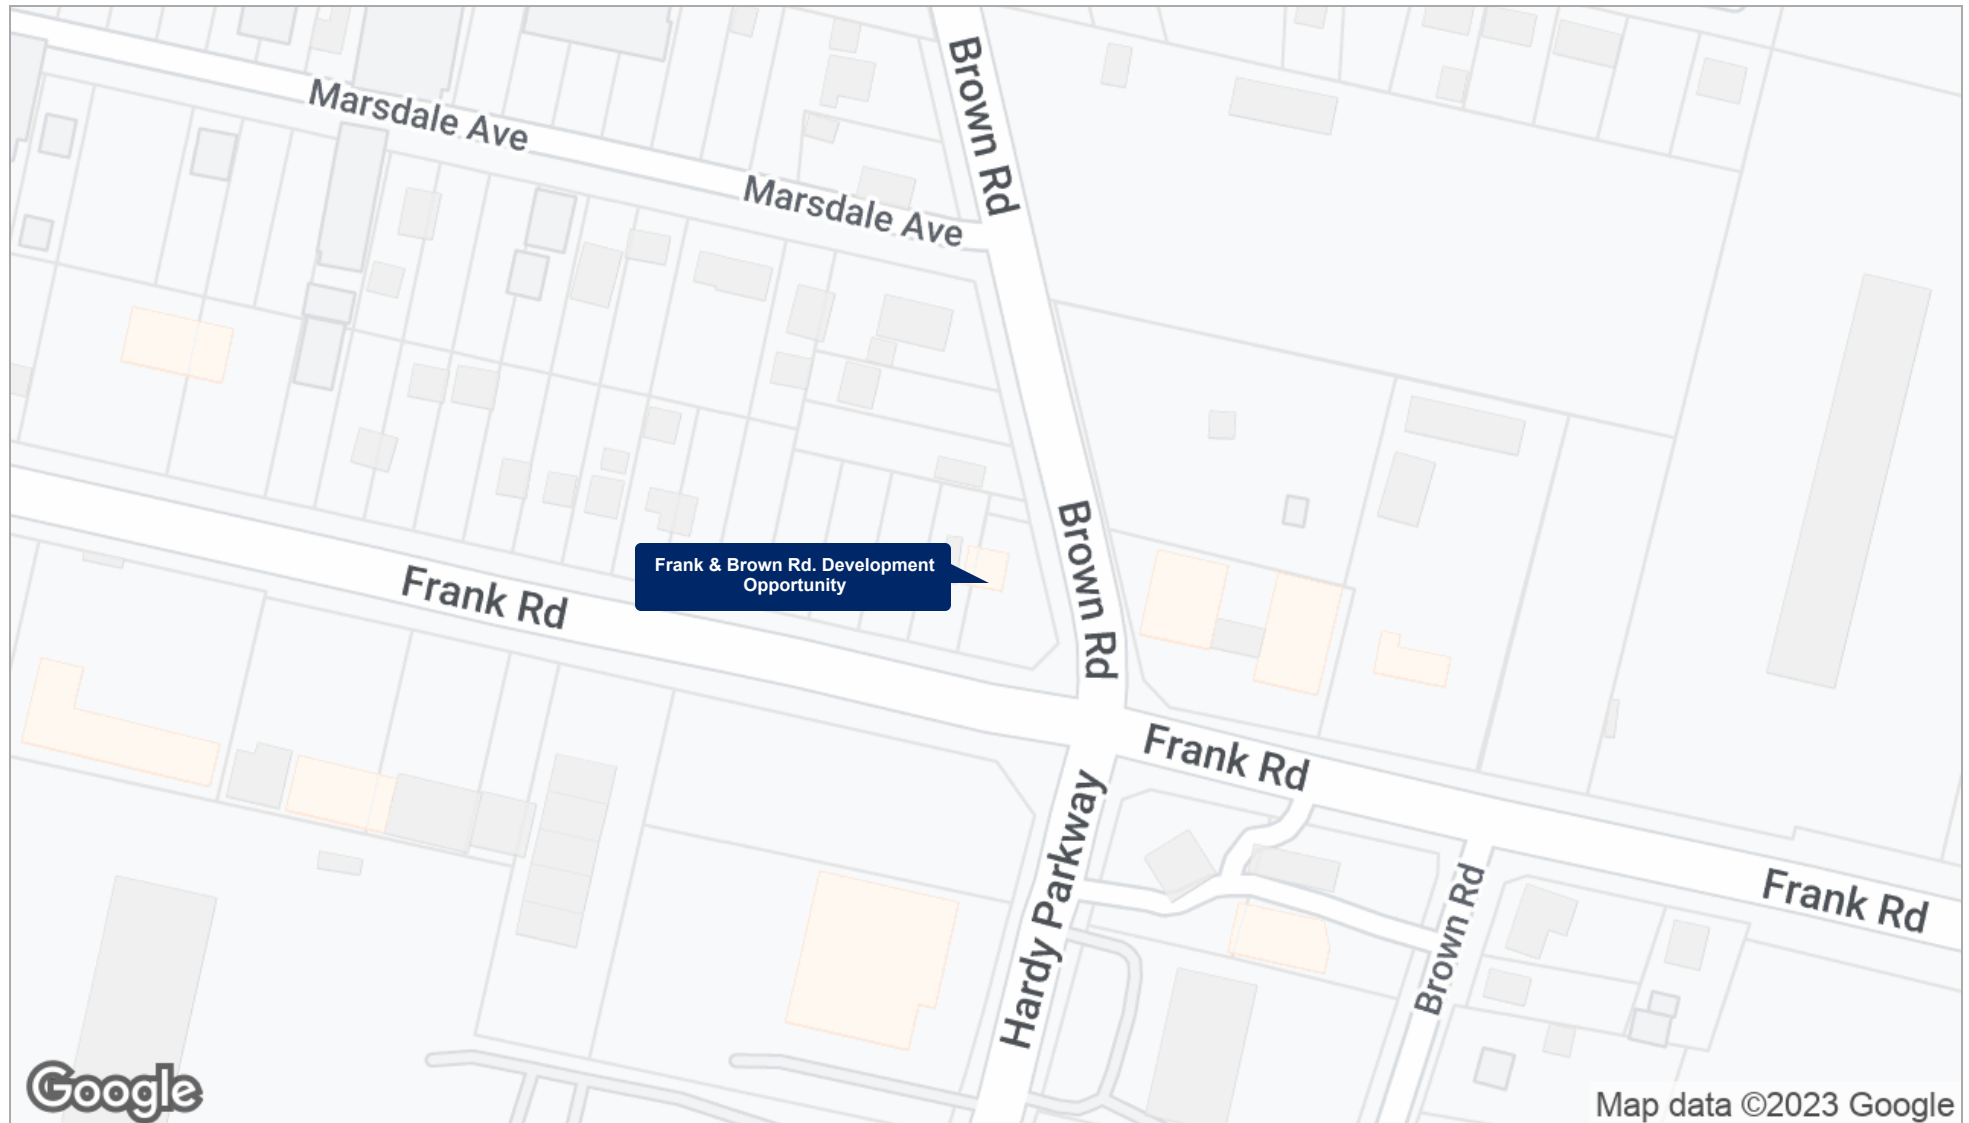 Brown Rd
Marsdale Ave
Marsdale Ave
Brown Rd
Frank & Brown Rd. Development
Opportunity
Frank Rd
Frank Rd
Hardy Parkway
Brown Rd
Frank Rd
Google
Map data ©2023 Google